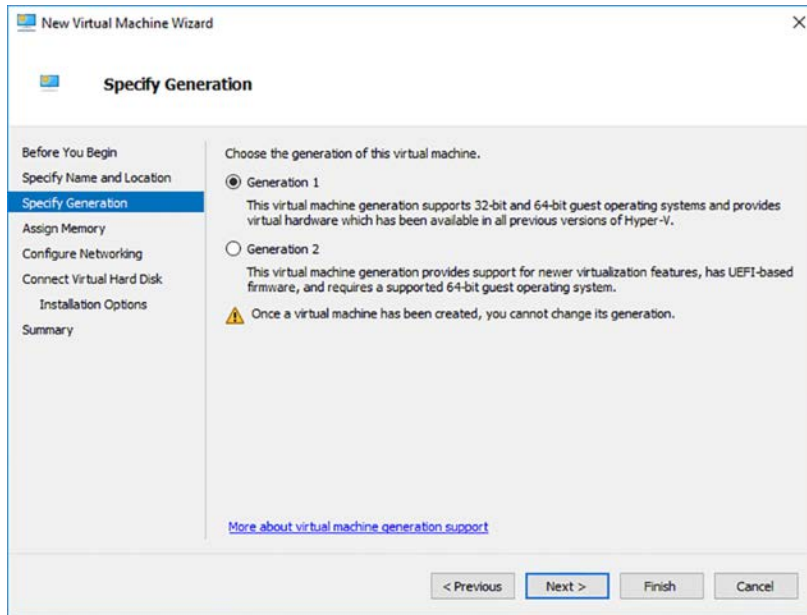 New Virtual Machine Wizard
Specify Generation
Before You Begin
Specify Name and Location
Specify Generation
Assign Memory
Configure Networking
Connect Virtual Hard Disk
Installation Options
Summary
Choose the generation of this virtual machine.
Generation 1
This virtual machine generation supports 32-bit and 64-bit guest operating systems and provides
virtual hardware which has been available in all previous versions of Hyper-V.
Generation 2
This virtual machine generation provides support for newer virtualization features, has UEFI-based
firmware, and requires a supported 64-bit guest operating system.
Once a virtual machine has been created, you cannot change its generation.
More about virtual machine generation support
< Previous
Next >
Finish
Cancel